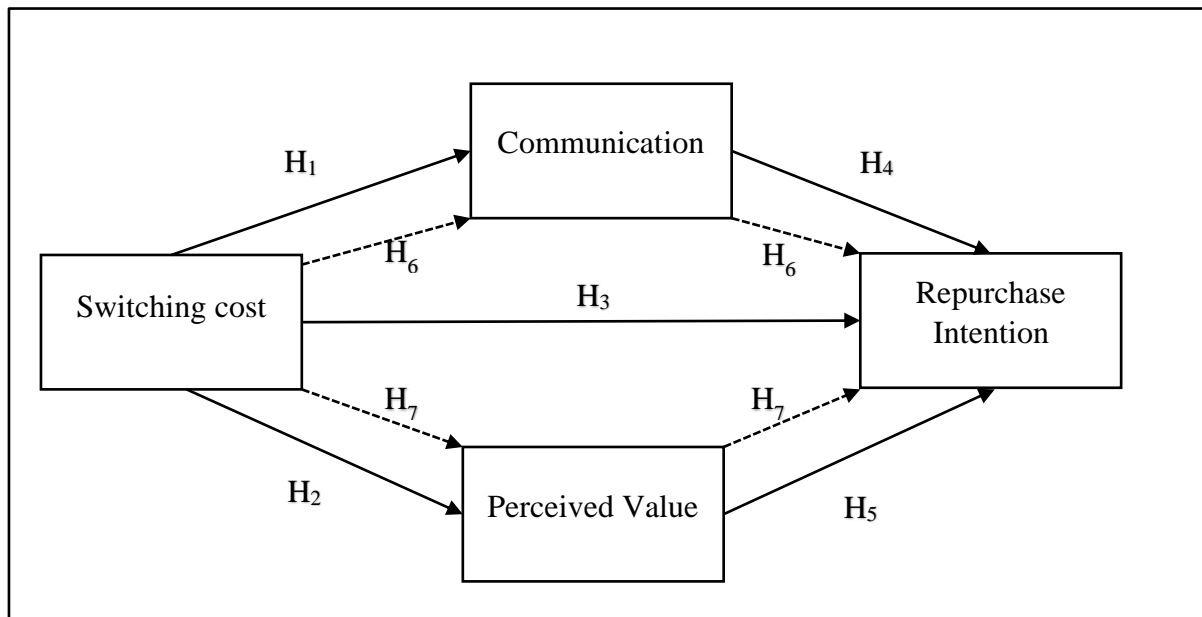 Communication
H₁
H₄
H₆
H₆
Switching cost
H₃
Repurchase
Intention
H₇
H₇
H₂
Perceived Value
H₅